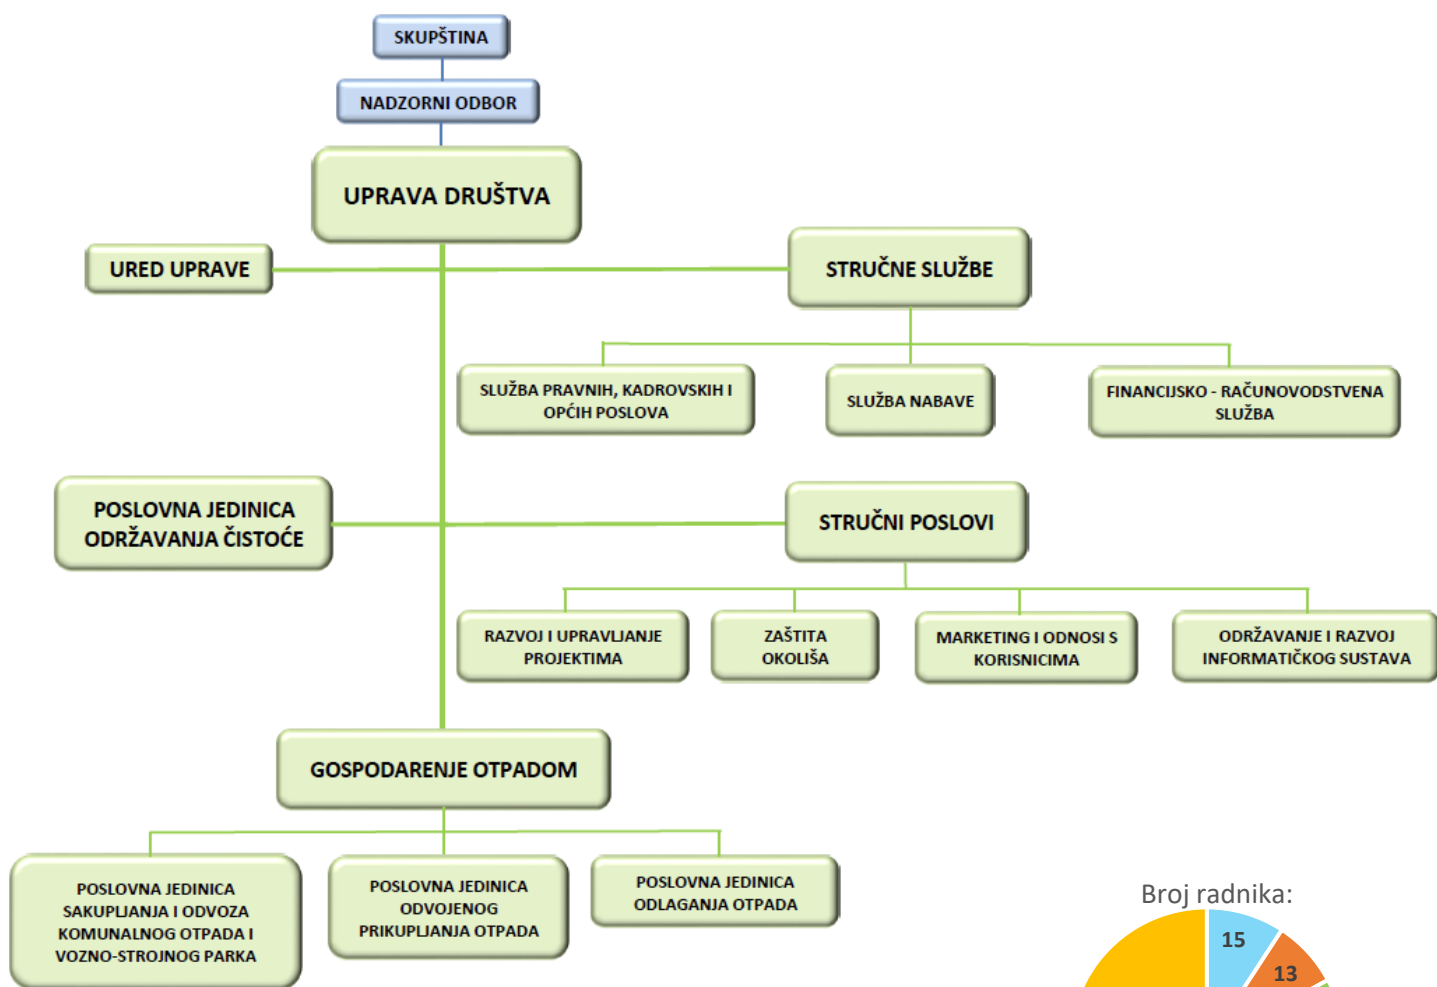 SKUPŠTINA
NADZORNI ODBOR
UPRAVA DRUŠTVA
URED UPRAVE
STRUČNE SLUŽBE
SLUŽBA PRAVNIH, KADROVSKIH I
OPĆIH POSLOVA
SLUŽBA NABAVE
FINANCIJSKO - RAČUNOVODSTVENA
SLUŽBA
POSLOVNA JEDINICA
ODRŽAVANJA ČISTOĆE
STRUČNI POSLOVI
RAZVOJ I UPRAVLJANJE
PROJEKTIMA
ZAŠTITA
OKOLIŠA
MARKETING I ODNOSI S
KORISNICIMA
ODRŽAVANJE I RAZVOJ
INFORMATIČKOG SUSTAVA
GOSPODARENJE OTPADOM
POSLOVNA JEDINICA
SAKUPLJANJA I ODVOZA
KOMUNALNOG OTPADA I
VOZNO-STROJNOG PARKA
POSLOVNA JEDINICA
ODVOJENOG
PRIKUPLJANJA OTPADA
POSLOVNA JEDINICA
ODLAGANJA OTPADA
Broj radnika:
15
13